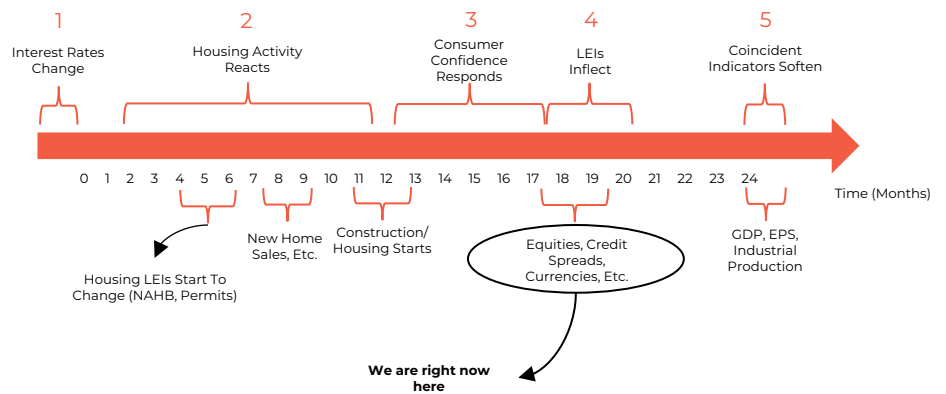 1
Interest Rates
Change
2
Housing Activity
Reacts
3
Consumer
Confidence
Responds
4
LEIs
Inflect
5
Coincident
Indicators Soften
0 1 2 3 4 5 6 7 8 9 10 11 12 13 14 15 16 17 18 19 20 21 22 23 24
Time (Months)
Housing LEIs Start To
Change (NAHB, Permits)
New Home
Sales, Etc.
Construction/
Housing Starts
Equities, Credit
Spreads,
Currencies, Etc.
GDP, EPS,
Industrial
Production
We are right now
here